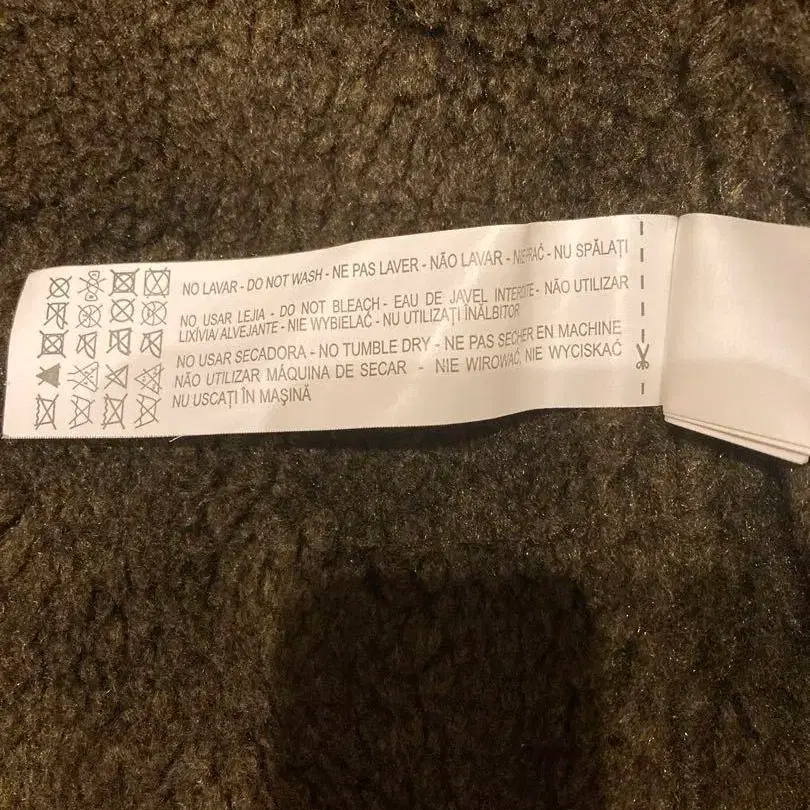 NO LAVAR - DO NOT WASH - NE PAS LAVER - NÃO LAVAR - NIE PRAĆ - NU SPĂLAȚI
NO USAR LEJIA - DO NOT BLEACH - EAU DE JAVEL INTERDITE - NÃO UTILIZAR
LIXÍVIA/ ALVEJANTE - NIE WYBIELAĆ - NU UTILIZAȚI ÎNĂLBITOR
NO USAR SECADORA - NO TUMBLE DRY - NE PAS SECHER EN MACHINE
NÃO UTILIZAR MÁQUINA DE SECAR - NIE WIROWAĆ, NIE WYCISKAĆ
NU USCAȚI ÎN MAȘINĂ